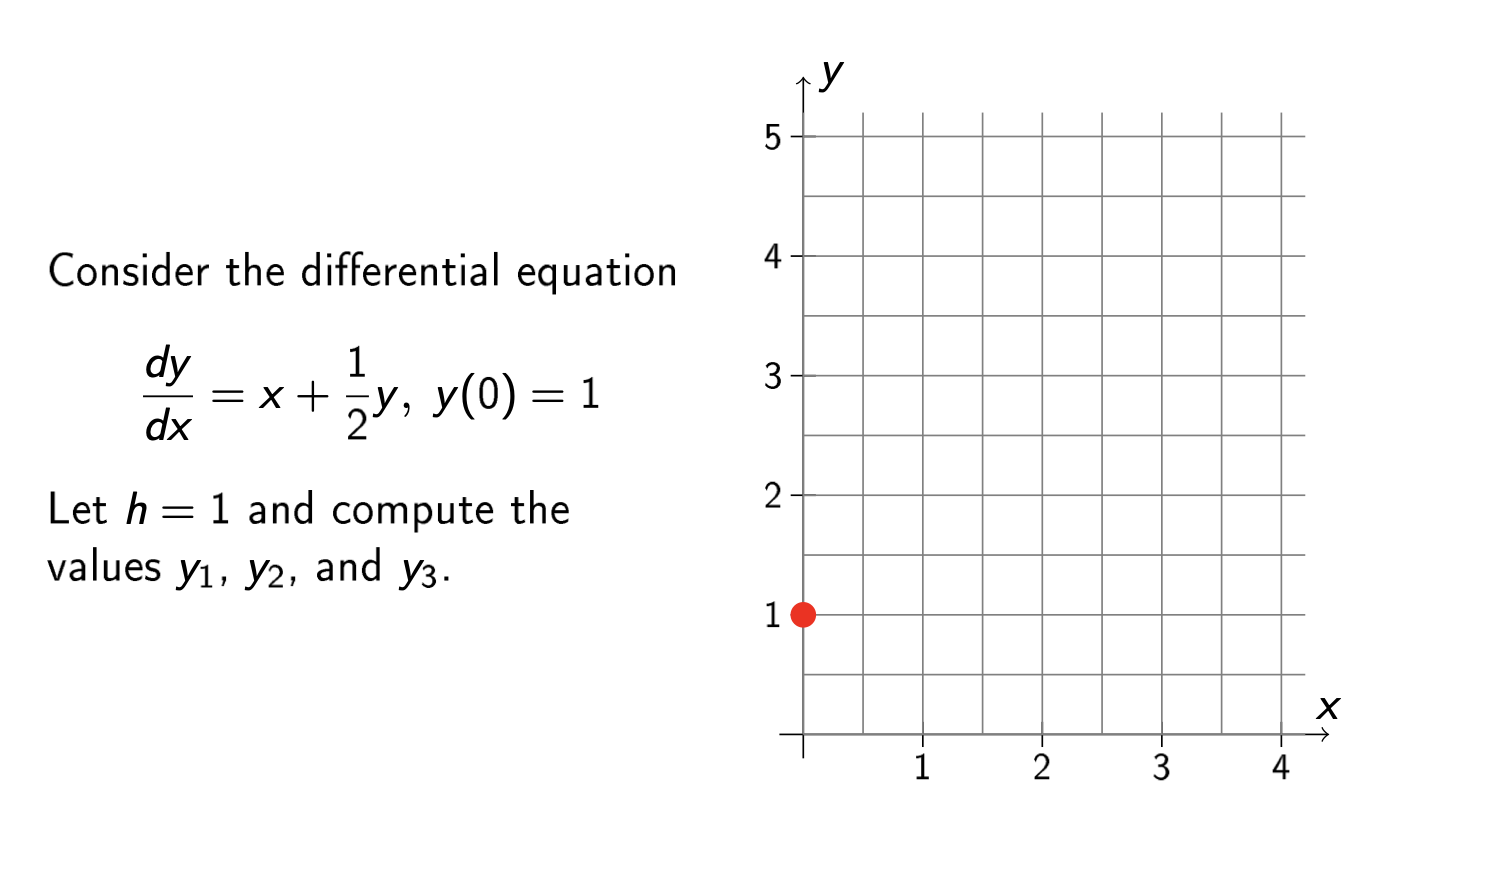 Consider the differential equation
dy/dx = x + 1/2 y, y(0) = 1
Let h = 1 and compute the
values y₁, y₂, and y₃.
y
5
4
3
2
1
x
1 2 3 4